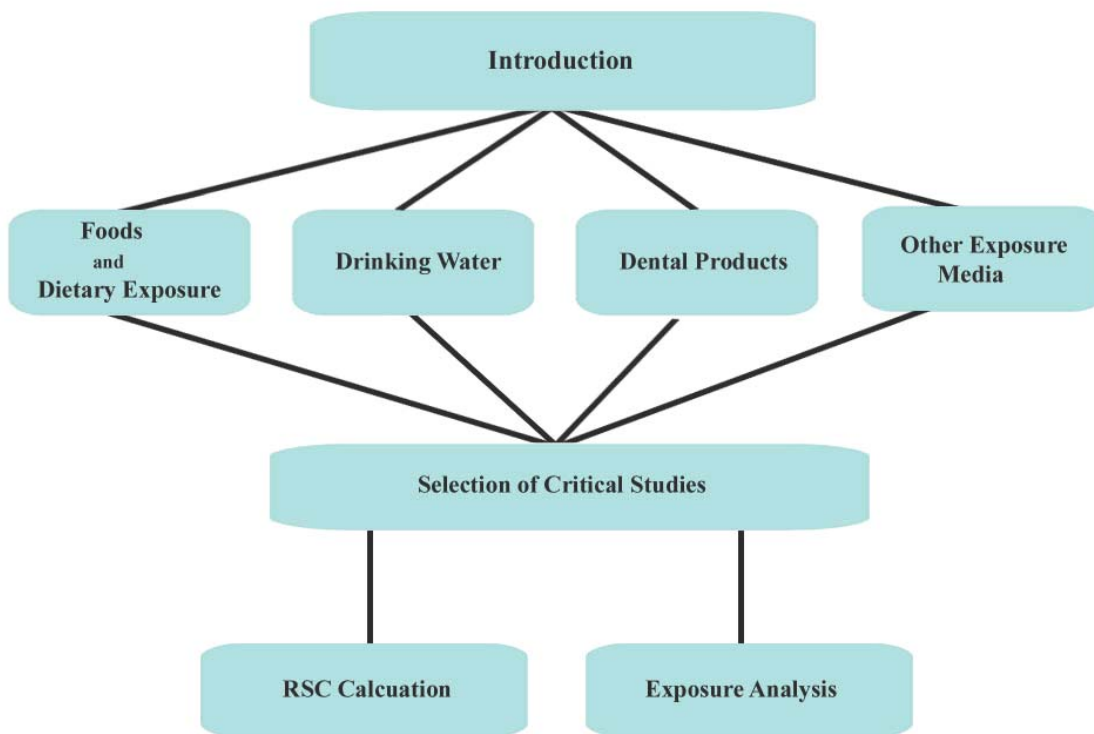 Introduction
Foods
and
Dietary Exposure
Drinking Water
Dental Products
Other Exposure
Media
Selection of Critical Studies
RSC Calcuation
Exposure Analysis